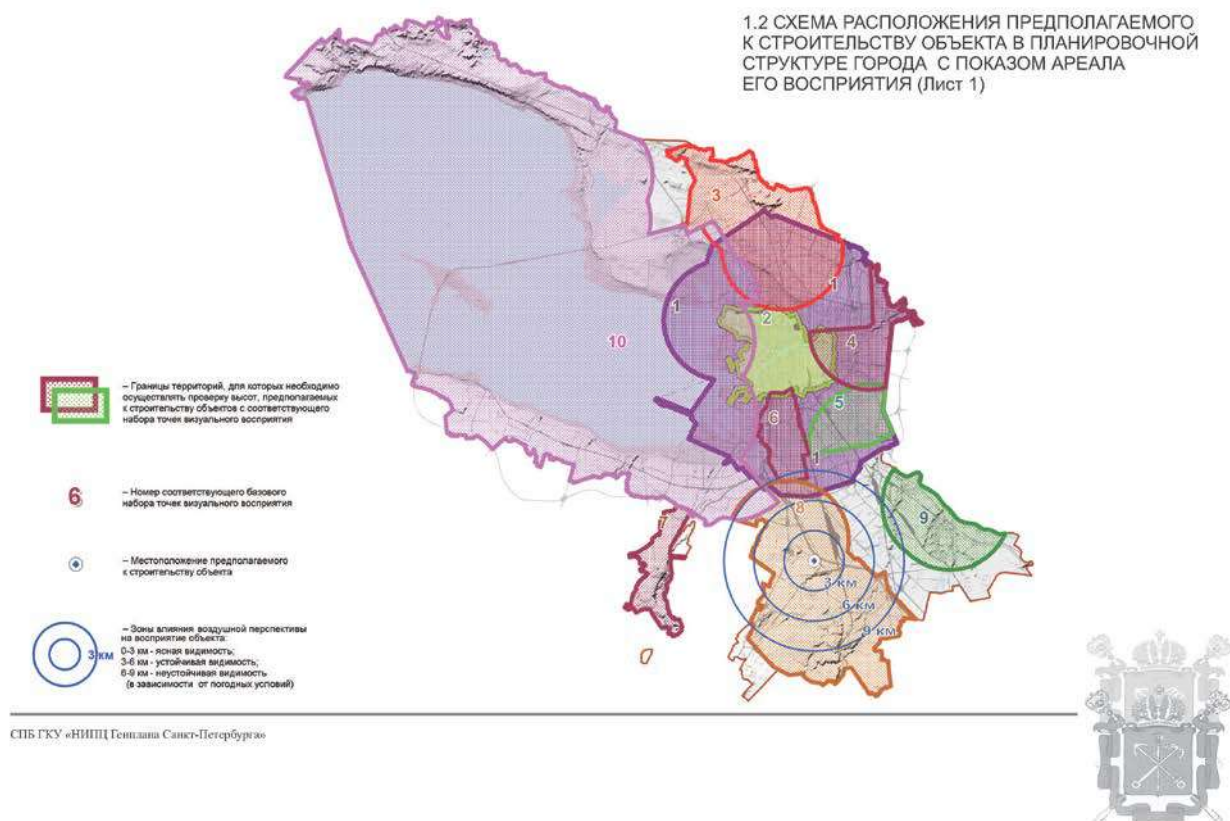 1.2 СХЕМА РАСПОЛОЖЕНИЯ ПРЕДПОЛАГАЕМОГО
К СТРОИТЕЛЬСТВУ ОБЪЕКТА В ПЛАНИРОВОЧНОЙ
СТРУКТУРЕ ГОРОДА С ПОКАЗОМ АРЕАЛА
ЕГО ВОСПРИЯТИЯ (Лист 1)
3
1
1
2
10
4
5
6
1
8
9
7
3 км
6 км
9 км
– Границы территорий, для которых необходимо
осуществлять проверку высот, предполагаемых
к строительству объектов с соответствующего
набора точек визуального восприятия
6
– Номер соответствующего базового
набора точек визуального восприятия
– Местоположение предполагаемого
к строительству объекта
3 км
– Зоны влияния воздушной перспективы
на восприятие объекта:
0-3 км - ясная видимость;
3-6 км - устойчивая видимость;
6-9 км - неустойчивая видимость
(в зависимости от погодных условий)
СПБ ГКУ «НИПЦ Генплана Санкт-Петербурга»